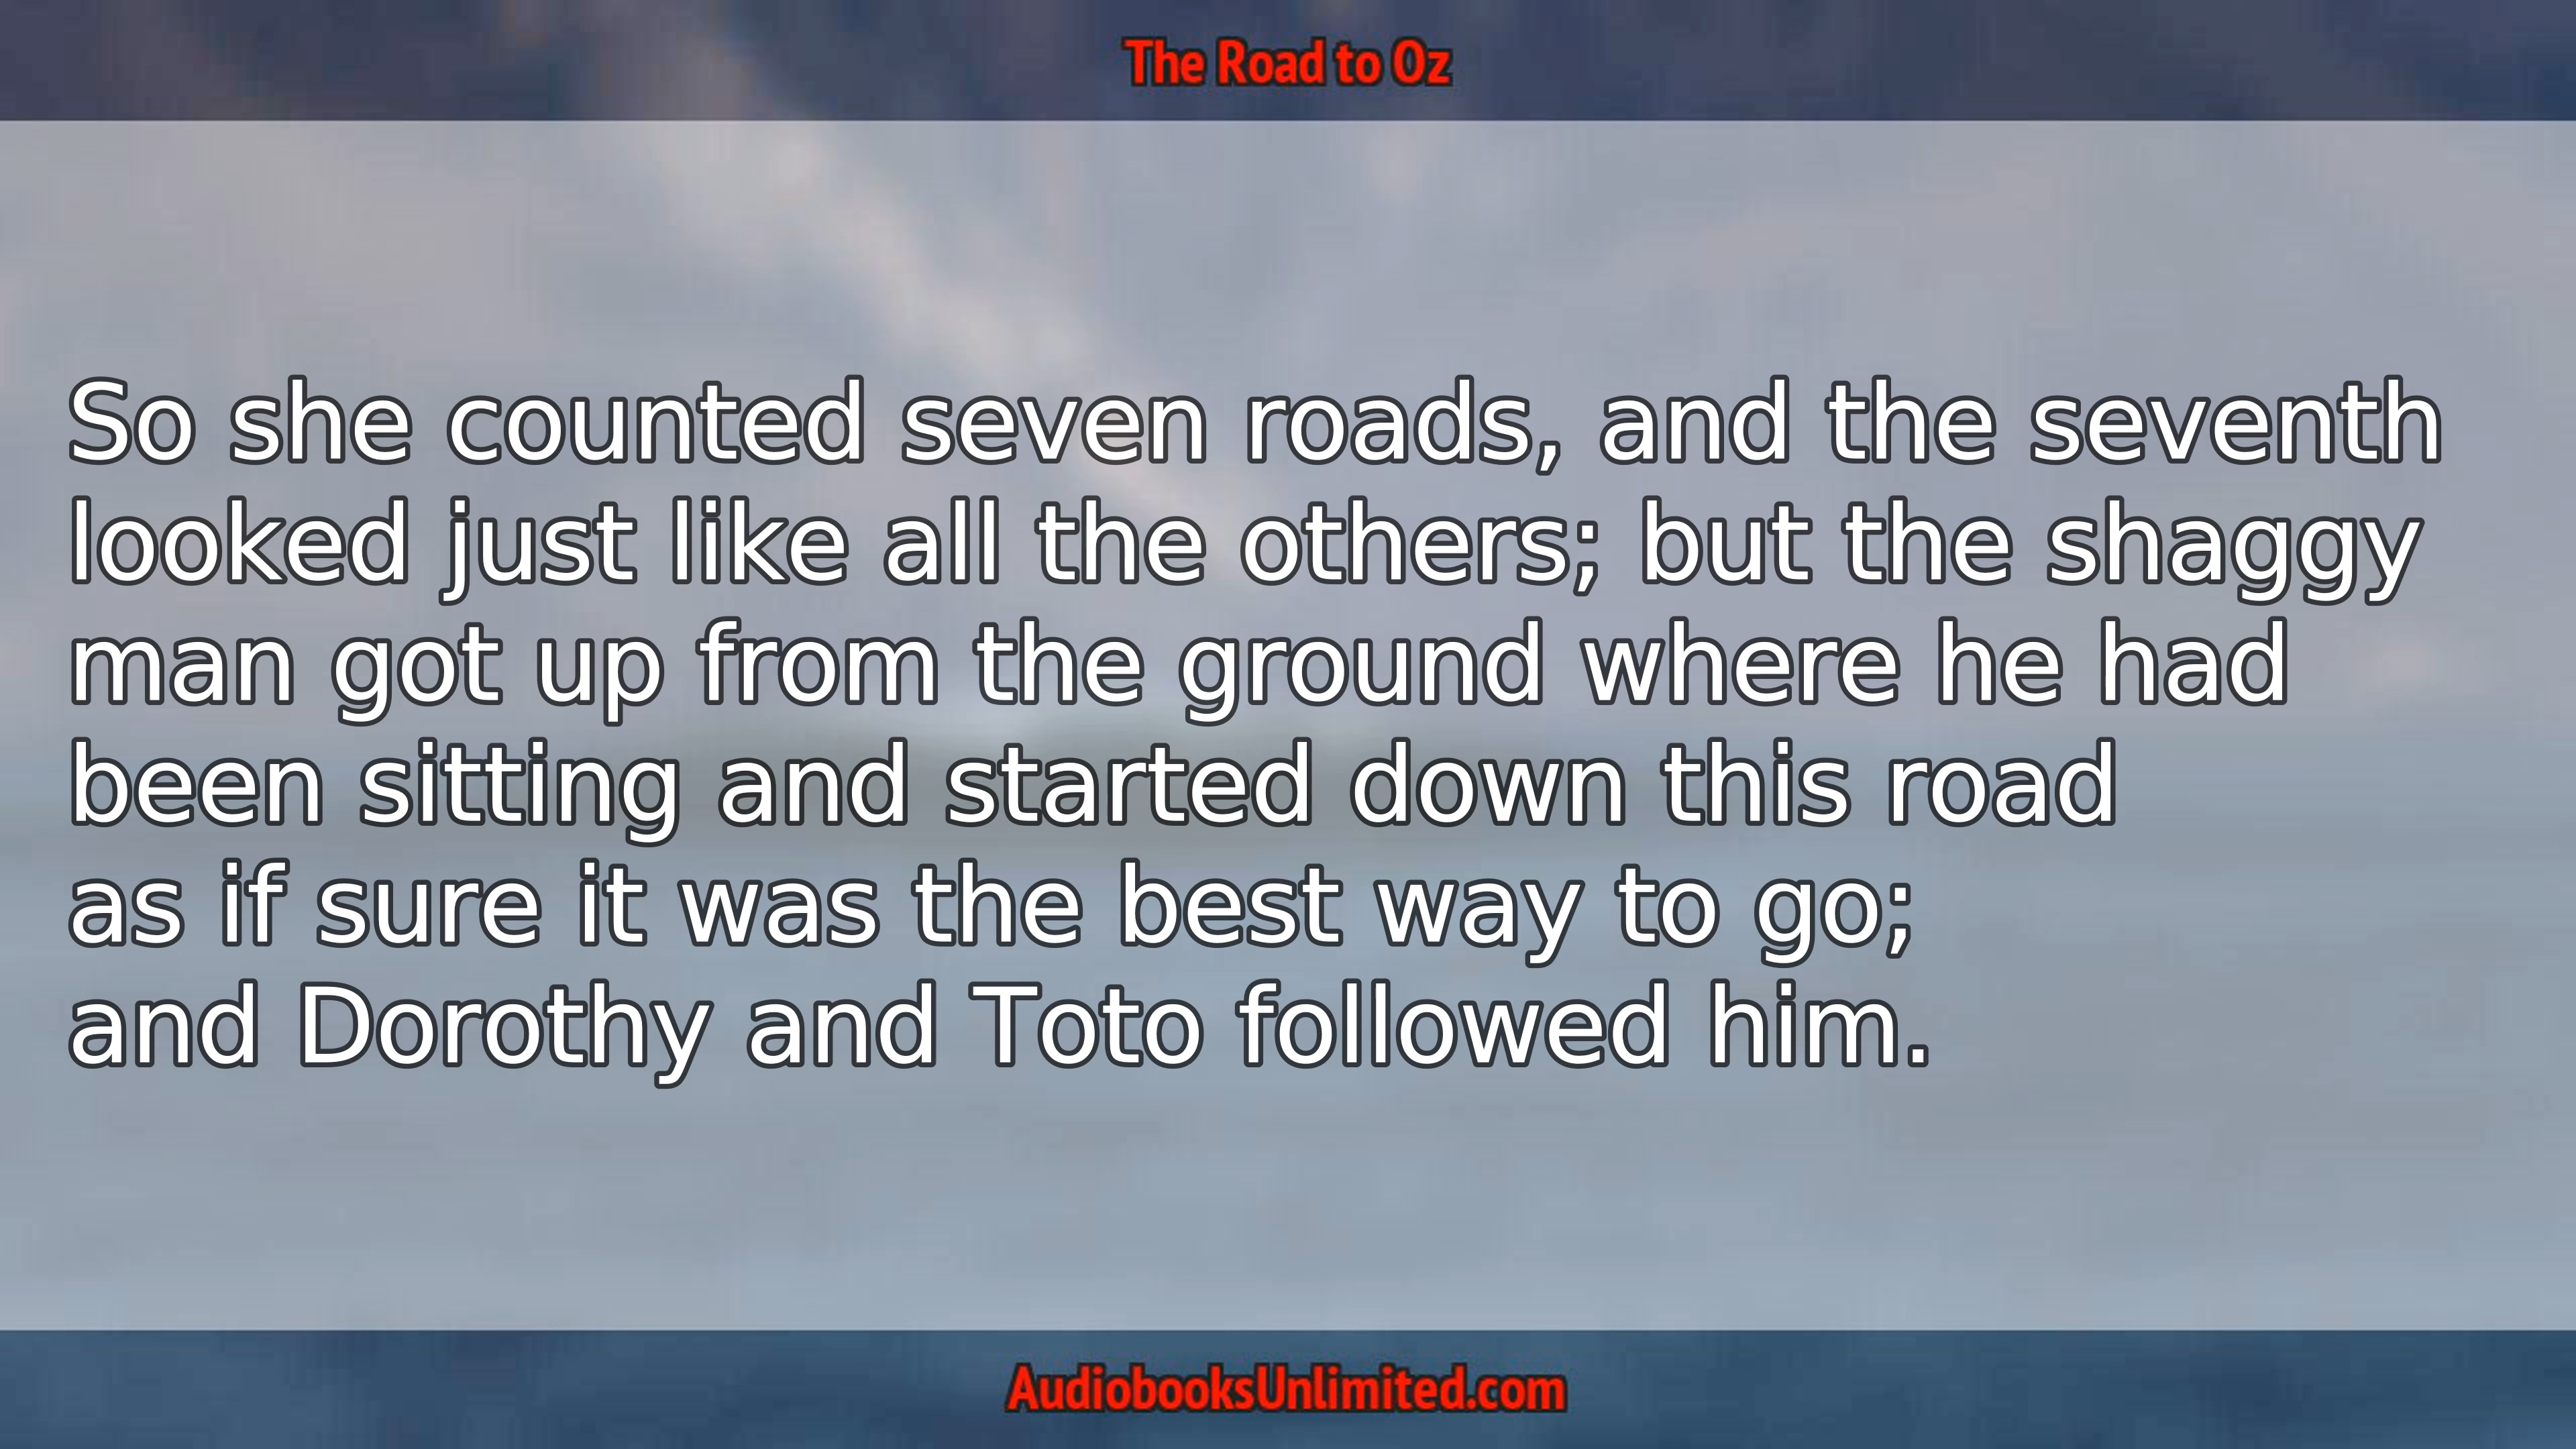 The Road to Oz
So she counted seven roads, and the seventh
looked just like all the others; but the shaggy
man got up from the ground where he had
been sitting and started down this road
as if sure it was the best way to go;
and Dorothy and Toto followed him.
AudiobooksUnlimited.com